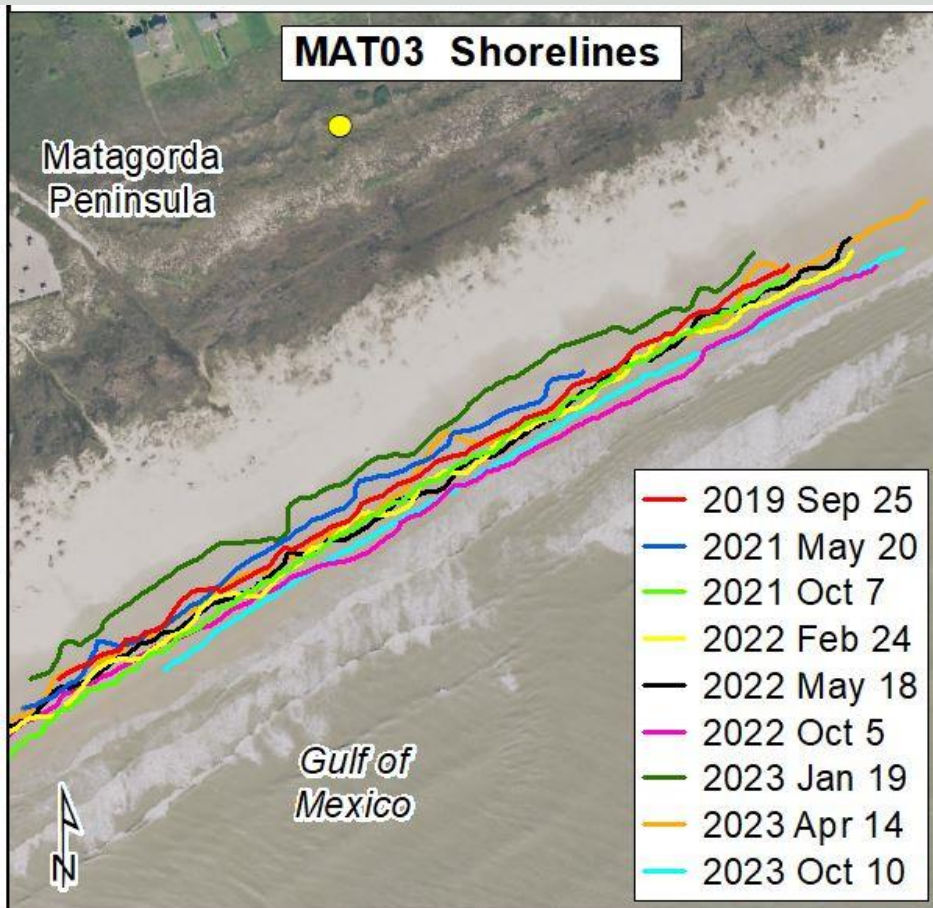 MAT03  Shorelines
Matagorda
Peninsula
2019 Sep 25
2021 May 20
2021 Oct 7
2022 Feb 24
2022 May 18
2022 Oct 5
2023 Jan 19
2023 Apr 14
2023 Oct 10
Gulf of
Mexico
N